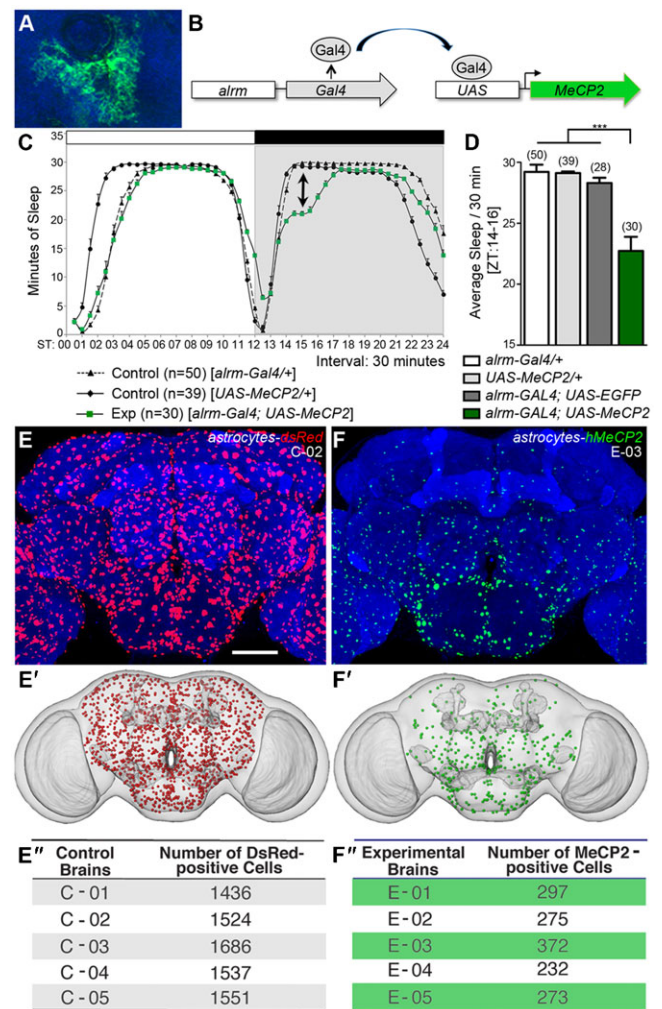 A
B
Gal4
Gal4
alrm
Gal4
UAS
MeCP2
C
Minutes of Sleep
35
30
25
20
15
10
5
0
ST: 00 01 02 03 04 05 06 07 08 09 10 11 12 13 14 15 16 17 18 19 20 21 22 23 24
Interval: 30 minutes
Control (n=50) [alrm-Gal4/+]
Control (n=39) [UAS-MeCP2/+]
Exp (n=30) [alrm-Gal4; UAS-MeCP2]
D
***
(50) (39) (28) (30)
Average Sleep / 30 min
[ZT:14-16]
30
25
20
15
alrm-Gal4/+
UAS-MeCP2/+
alrm-GAL4; UAS-EGFP
alrm-GAL4; UAS-MeCP2
E
astrocytes-dsRed
C-02
F
astrocytes-hMeCP2
E-03
E'
F'
E"
Control Brains
Number of DsRed-positive Cells
C - 01 1436
C - 02 1524
C - 03 1686
C - 04 1537
C - 05 1551
F"
Experimental Brains
Number of MeCP2 -positive Cells
E - 01 297
E - 02 275
E - 03 372
E - 04 232
E - 05 273